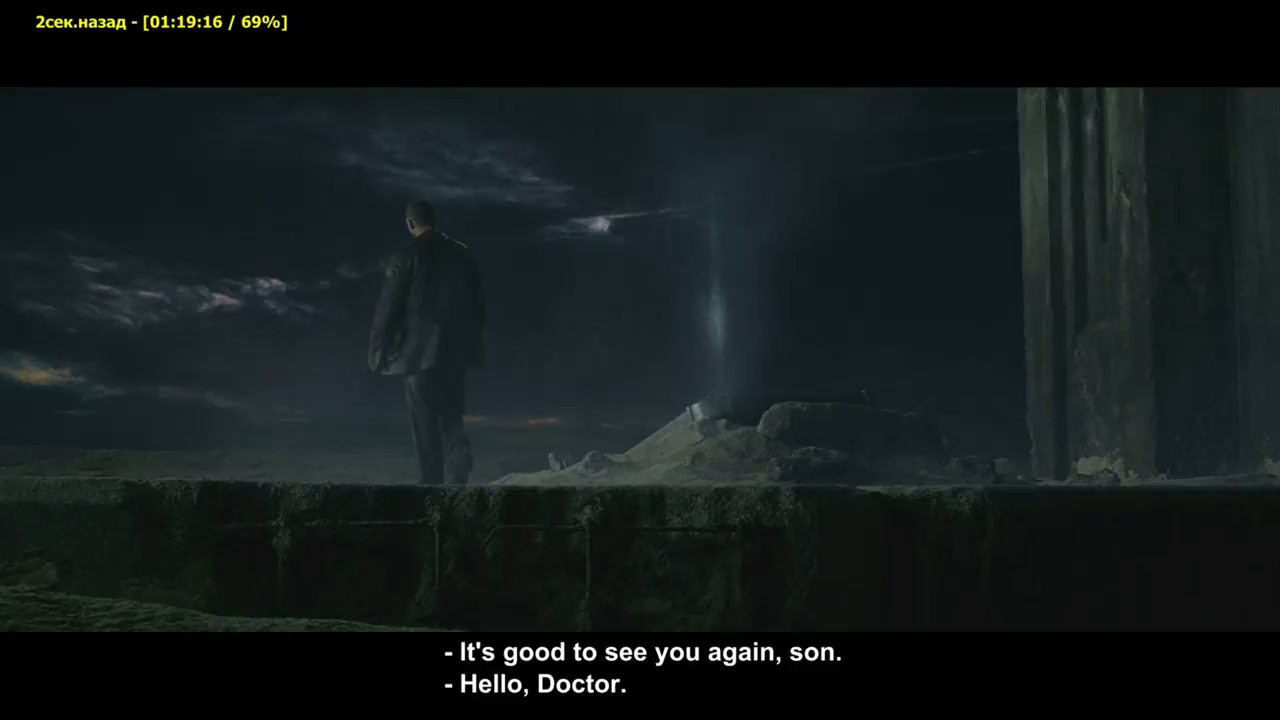 2сек.назад - [01:19:16 / 69%]
- It's good to see you again, son.
- Hello, Doctor.